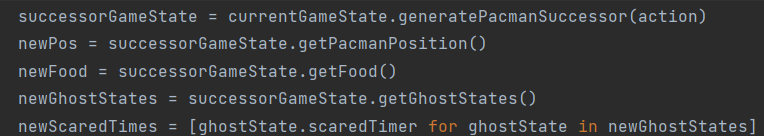 successorGameState = currentGameState.generatePacmanSuccessor(action)
newPos = successorGameState.getPacmanPosition()
newFood = successorGameState.getFood()
newGhostStates = successorGameState.getGhostStates()
newScaredTimes = [ghostState.scaredTimer for ghostState in newGhostStates]